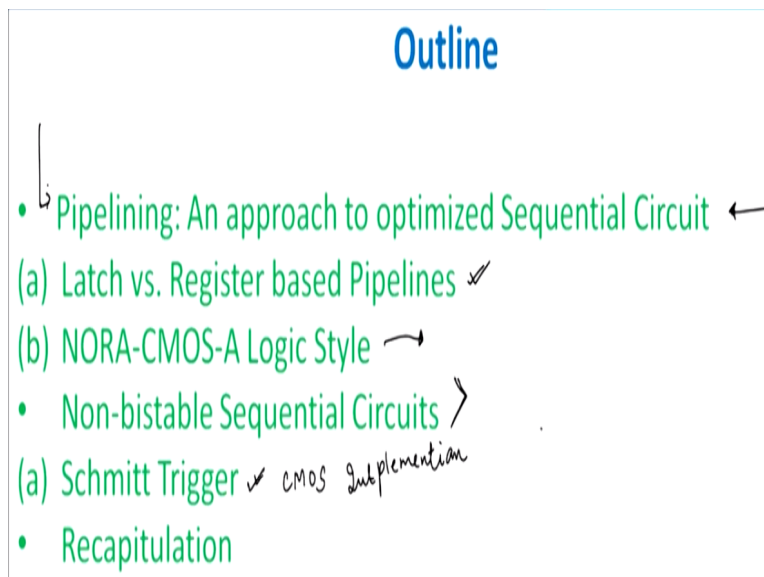 Outline
• Pipelining: An approach to optimized Sequential Circuit
(a) Latch vs. Register based Pipelines
(b) NORA-CMOS-A Logic Style
• Non-bistable Sequential Circuits
(a) Schmitt Trigger CMOS Implemention
• Recapitulation